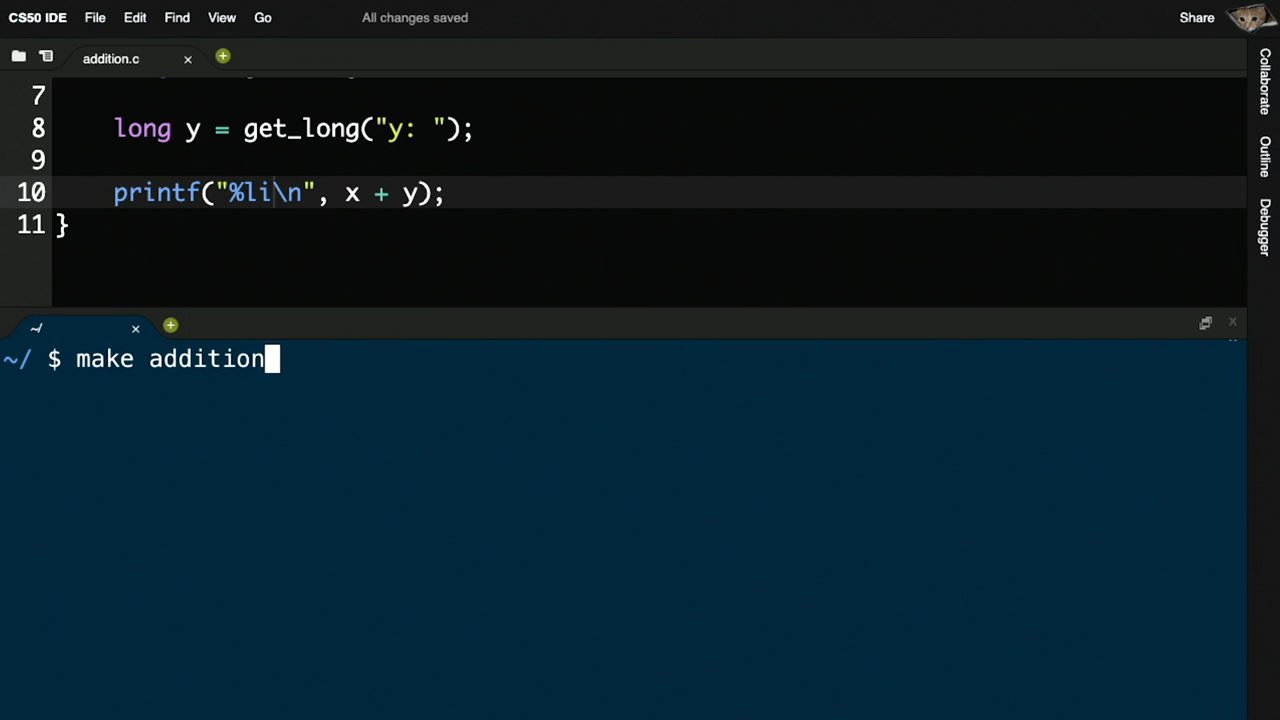 CS50 IDE File Edit Find View Go All changes saved Share
addition.c
7
8 long y = get_long("y: ");
9
10 printf("%li\n", x + y);
11 }
~/
~/ $ make addition
Collaborate
Outline
Debugger